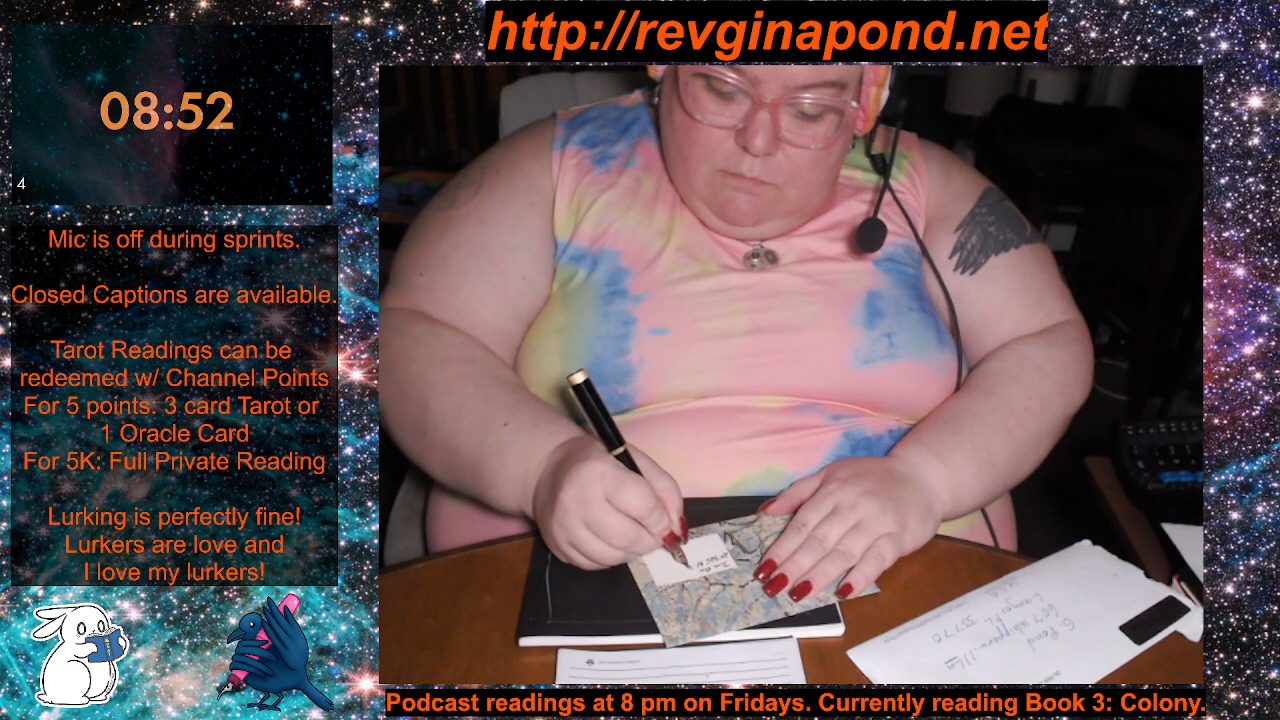 http://revginapond.net
08:52
4
Mic is off during sprints.
Closed Captions are available.
Tarot Readings can be
redeemed w/ Channel Points
For 5 points: 3 card Tarot or
1 Oracle Card
For 5K: Full Private Reading
Lurking is perfectly fine!
Lurkers are love and
I love my lurkers!
G Pond
33770
Podcast readings at 8 pm on Fridays. Currently reading Book 3: Colony.